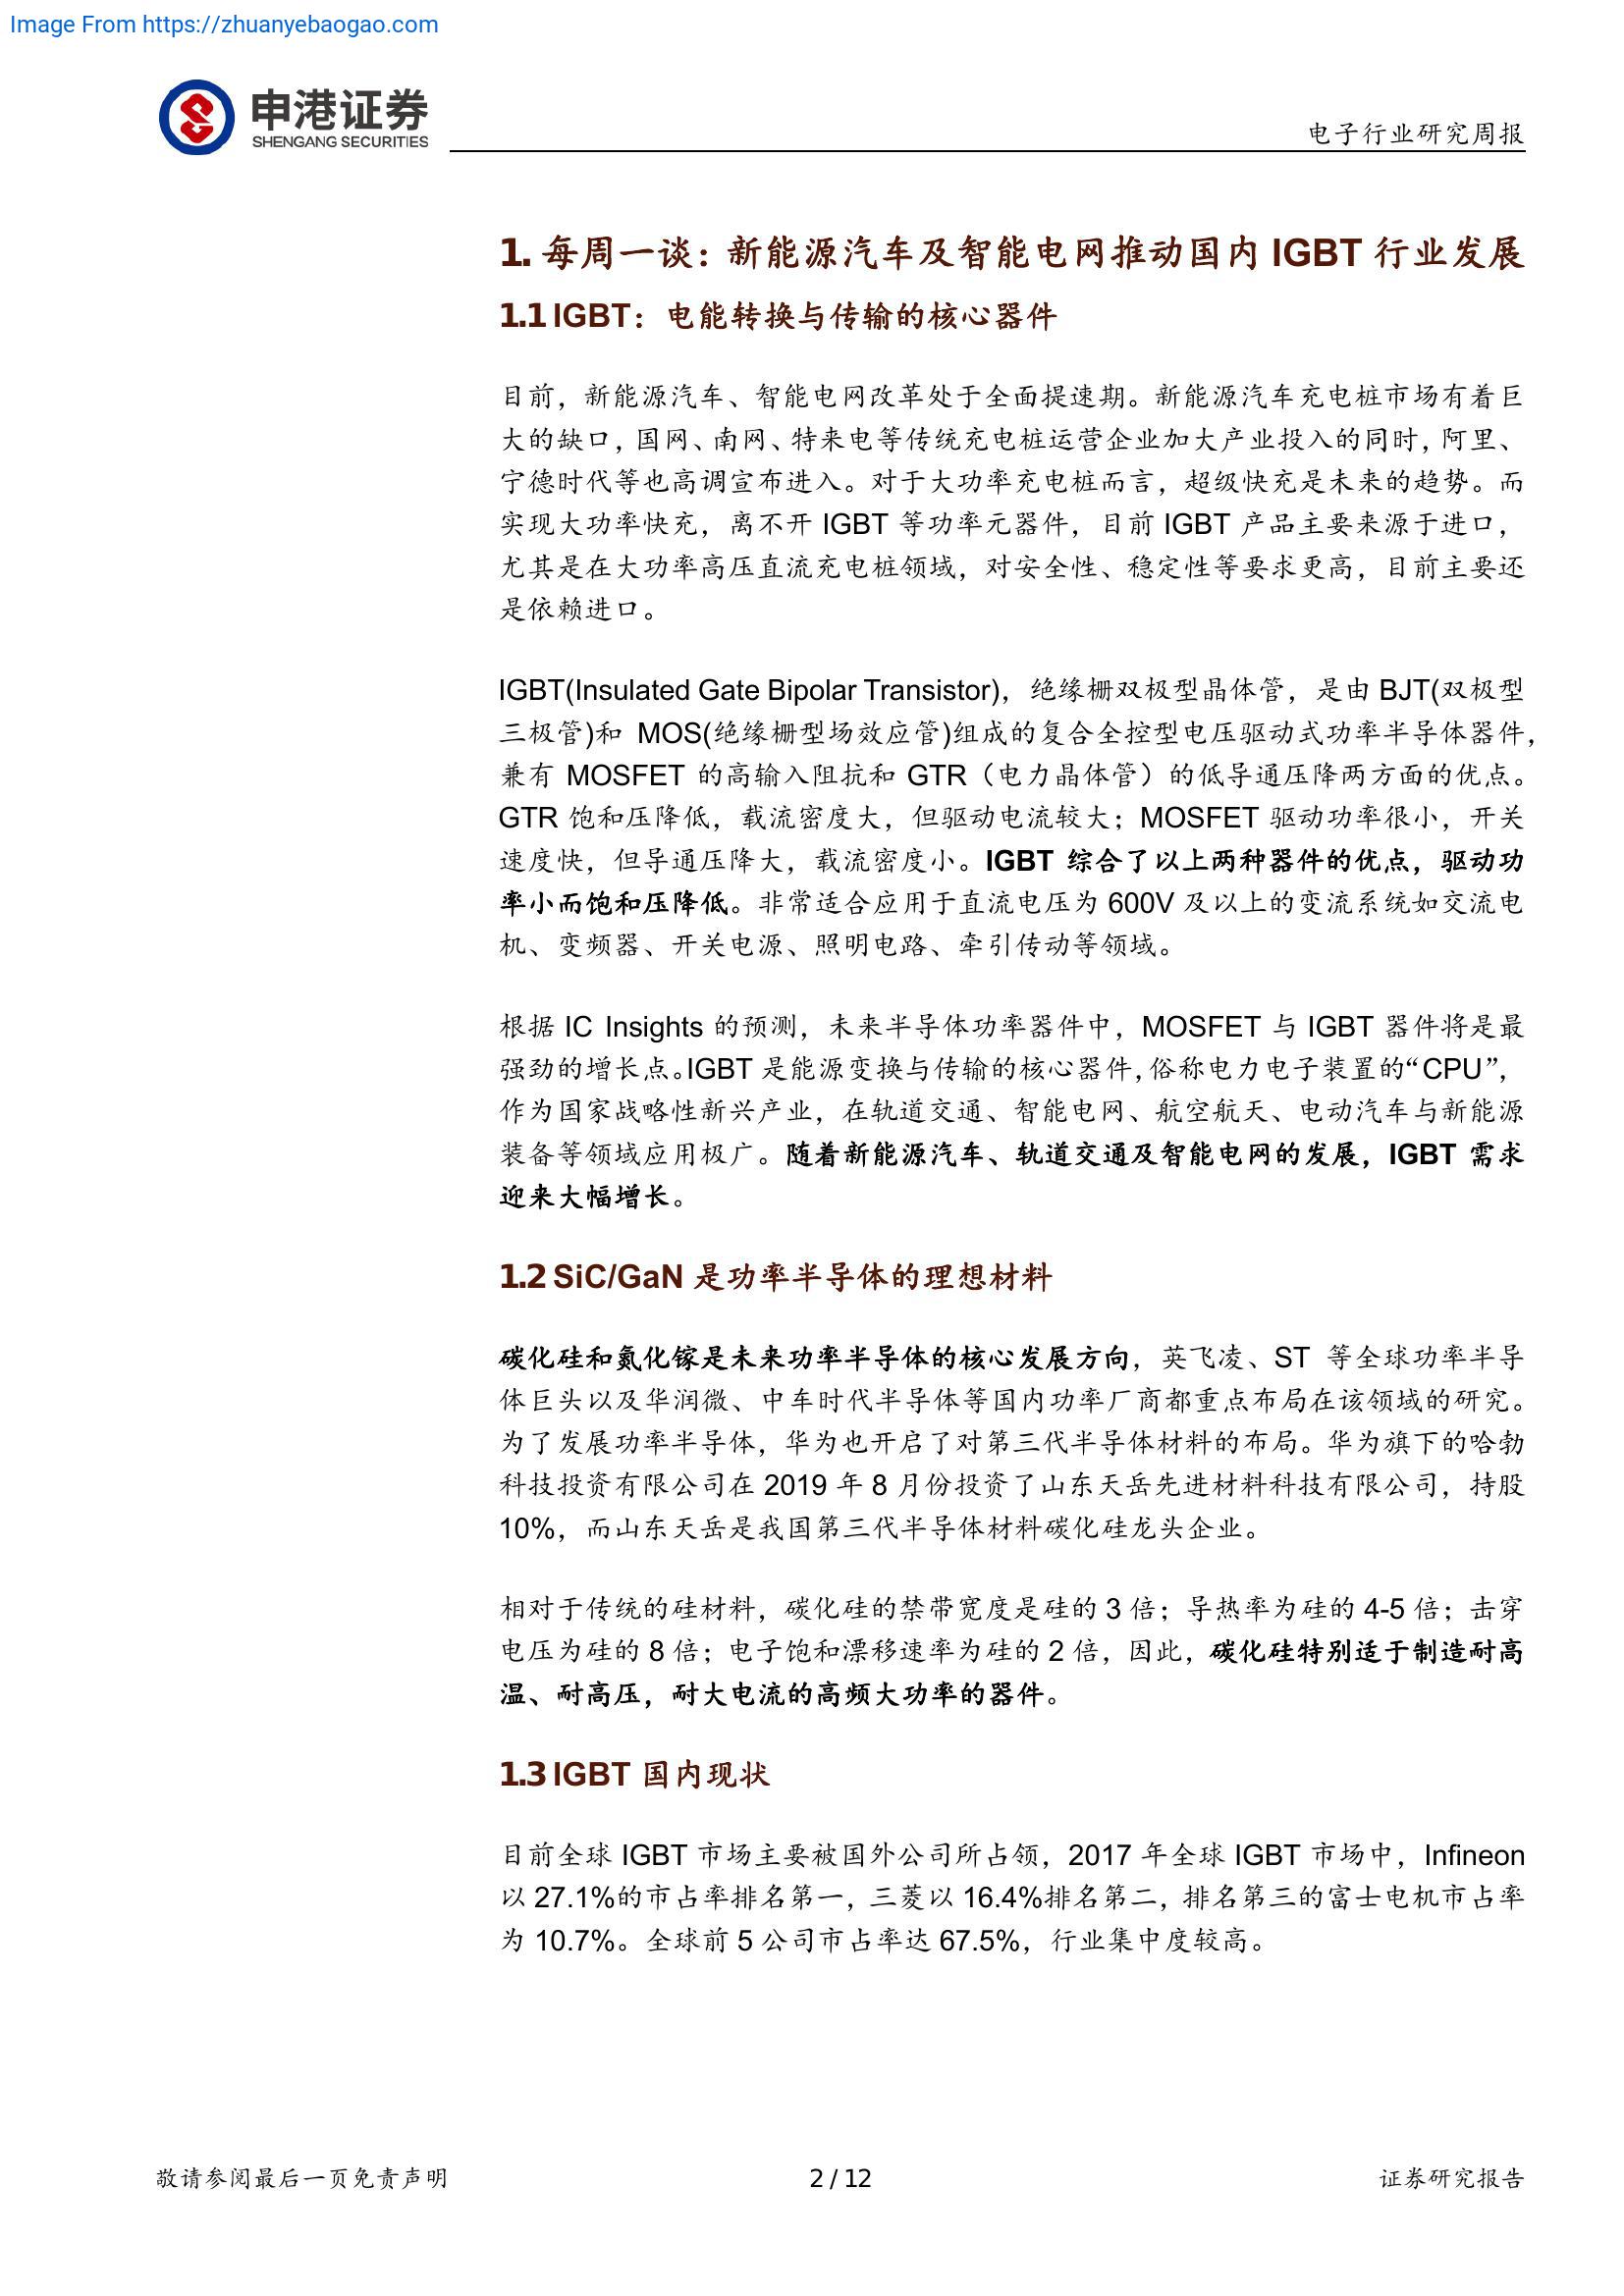 Image From https://zhuanyebaogao.com
申港证券
SHENGANG SECURITIES
电子行业研究周报
1. 每周一谈：新能源汽车及智能电网推动国内 IGBT 行业发展
1.1 IGBT：电能转换与传输的核心器件
目前，新能源汽车、智能电网改革处于全面提速期。新能源汽车充电桩市场有着巨
大的缺口，国网、南网、特来电等传统充电桩运营企业加大产业投入的同时，阿里、
宁德时代等也高调宣布进入。对于大功率充电桩而言，超级快充是未来的趋势。而
实现大功率快充，离不开 IGBT 等功率元器件，目前 IGBT 产品主要来源于进口，
尤其是在大功率高压直流充电桩领域，对安全性、稳定性等要求更高，目前主要还
是依赖进口。
IGBT(Insulated Gate Bipolar Transistor)，绝缘栅双极型晶体管，是由 BJT(双极型
三极管)和 MOS(绝缘栅型场效应管)组成的复合全控型电压驱动式功率半导体器件，
兼有 MOSFET 的高输入阻抗和 GTR（电力晶体管）的低导通压降两方面的优点。
GTR 饱和压降低，载流密度大，但驱动电流较大；MOSFET 驱动功率很小，开关
速度快，但导通压降大，载流密度小。IGBT 综合了以上两种器件的优点，驱动功
率小而饱和压降低。非常适合应用于直流电压为 600V 及以上的变流系统如交流电
机、变频器、开关电源、照明电路、牵引传动等领域。
根据 IC Insights 的预测，未来半导体功率器件中，MOSFET 与 IGBT 器件将是最
强劲的增长点。IGBT 是能源变换与传输的核心器件，俗称电力电子装置的“CPU”，
作为国家战略性新兴产业，在轨道交通、智能电网、航空航天、电动汽车与新能源
装备等领域应用极广。随着新能源汽车、轨道交通及智能电网的发展，IGBT 需求
迎来大幅增长。
1.2 SiC/GaN 是功率半导体的理想材料
碳化硅和氮化镓是未来功率半导体的核心发展方向，英飞凌、ST 等全球功率半导
体巨头以及华润微、中车时代半导体等国内功率厂商都重点布局在该领域的研究。
为了发展功率半导体，华为也开启了对第三代半导体材料的布局。华为旗下的哈勃
科技投资有限公司在 2019 年 8 月份投资了山东天岳先进材料科技有限公司，持股
10%，而山东天岳是我国第三代半导体材料碳化硅龙头企业。
相对于传统的硅材料，碳化硅的禁带宽度是硅的 3 倍；导热率为硅的 4-5 倍；击穿
电压为硅的 8 倍；电子饱和漂移速率为硅的 2 倍，因此，碳化硅特别适于制造耐高
温、耐高压，耐大电流的高频大功率的器件。
1.3 IGBT 国内现状
目前全球 IGBT 市场主要被国外公司所占领，2017 年全球 IGBT 市场中，Infineon
以 27.1%的市占率排名第一，三菱以 16.4%排名第二，排名第三的富士电机市占率
为 10.7%。全球前 5 公司市占率达 67.5%，行业集中度较高。
敬请参阅最后一页免责声明
2 / 12
证券研究报告